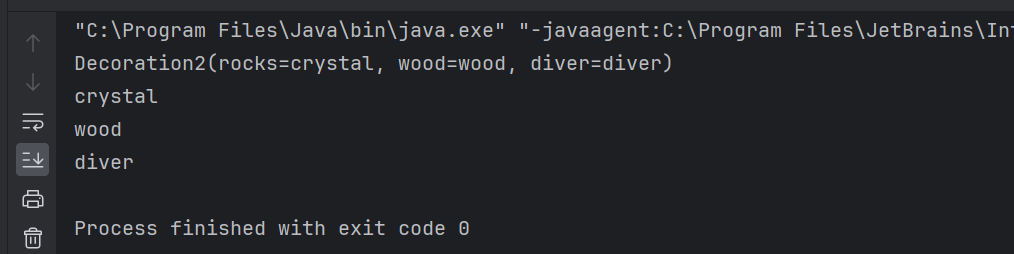 "C:\Program Files\Java\bin\java.exe" "-javaagent:C:\Program Files\JetBrains\Int
Decoration2(rocks=crystal, wood=wood, diver=diver)
crystal
wood
diver
Process finished with exit code 0